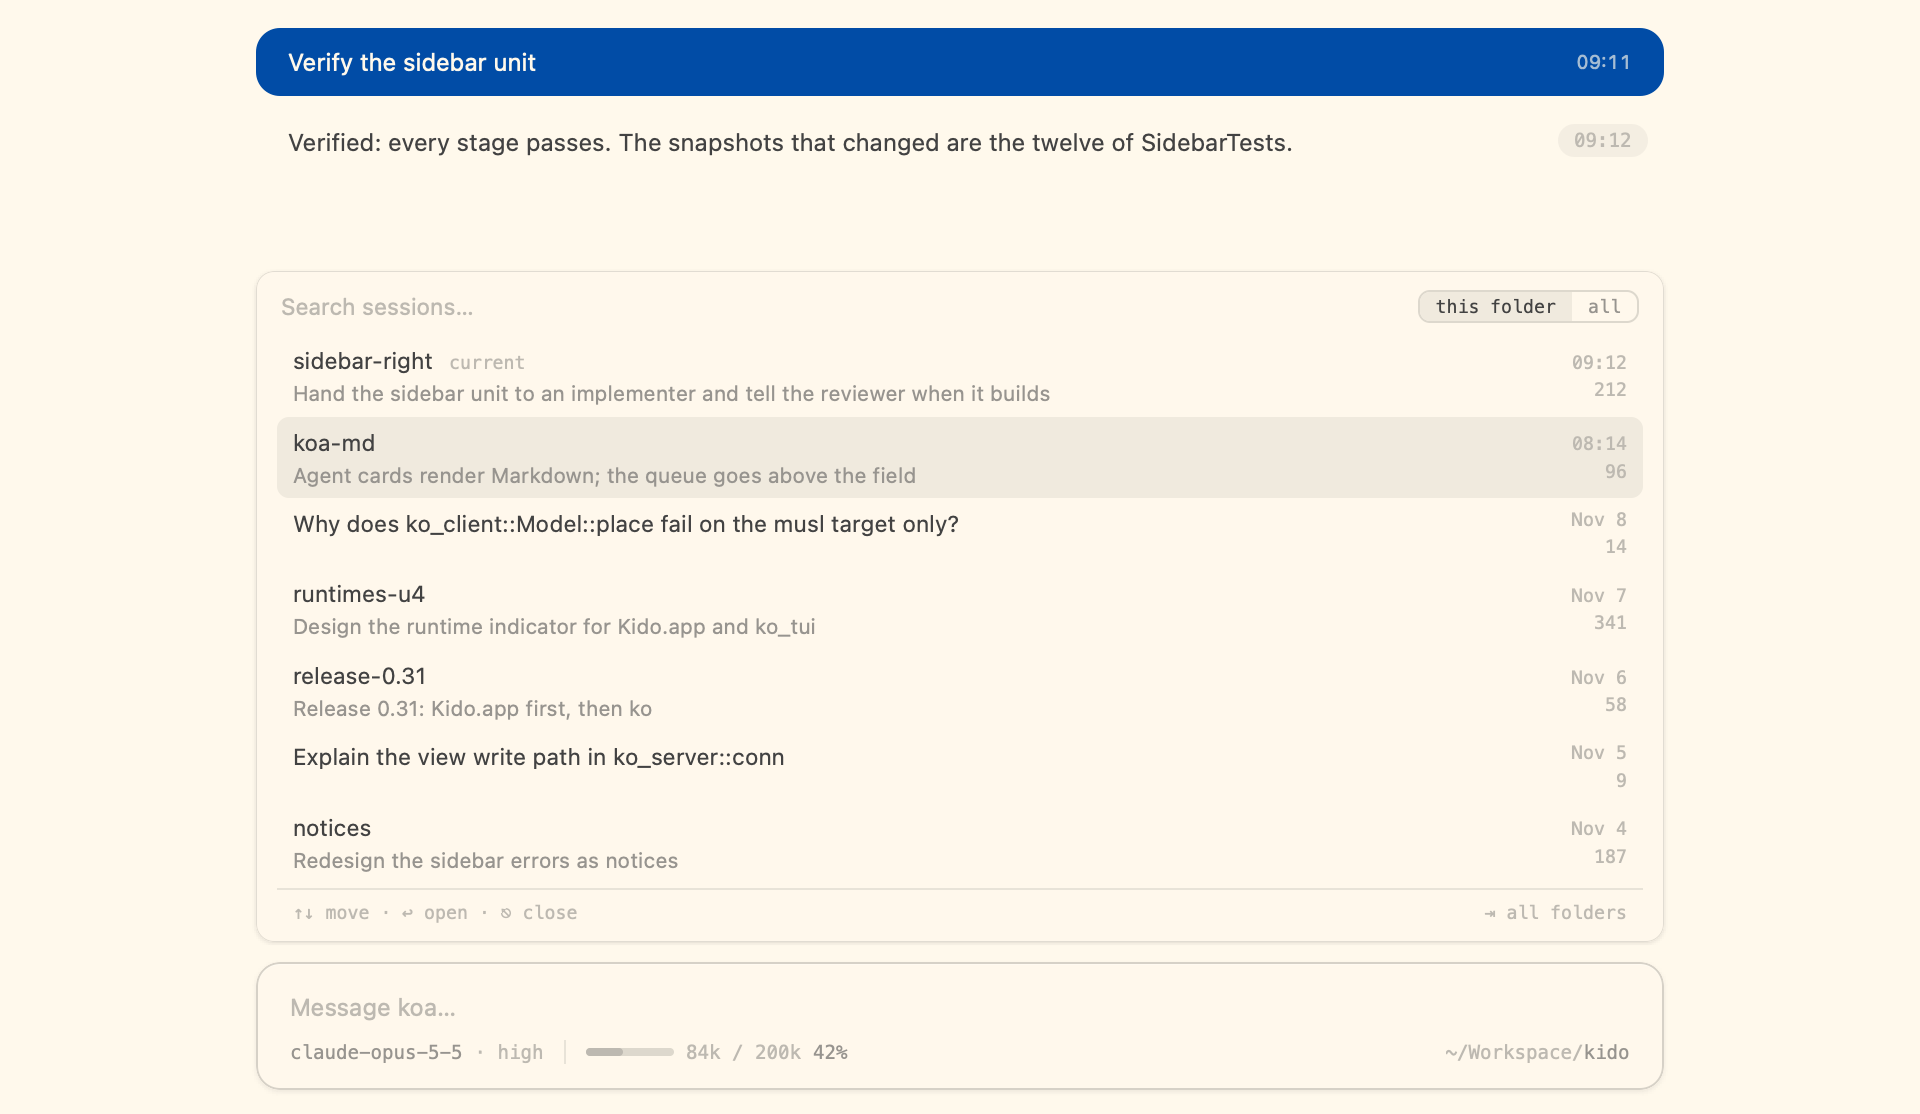 Verify the sidebar unit 09:11
Verified: every stage passes. The snapshots that changed are the twelve of SidebarTests. 09:12
Search sessions… this folder all
sidebar-right current 09:12
Hand the sidebar unit to an implementer and tell the reviewer when it builds 212
koa-md 08:14
Agent cards render Markdown; the queue goes above the field 96
Why does ko_client::Model::place fail on the musl target only? Nov 8
14
runtimes-u4 Nov 7
Design the runtime indicator for Kido.app and ko_tui 341
release-0.31 Nov 6
Release 0.31: Kido.app first, then ko 58
Explain the view write path in ko_server::conn Nov 5
9
notices Nov 4
Redesign the sidebar errors as notices 187
↑↓ move · ↩ open · ⎋ close ⇥ all folders
Message koa…
claude-opus-5-5 · high 84k / 200k 42% ~/Workspace/kido